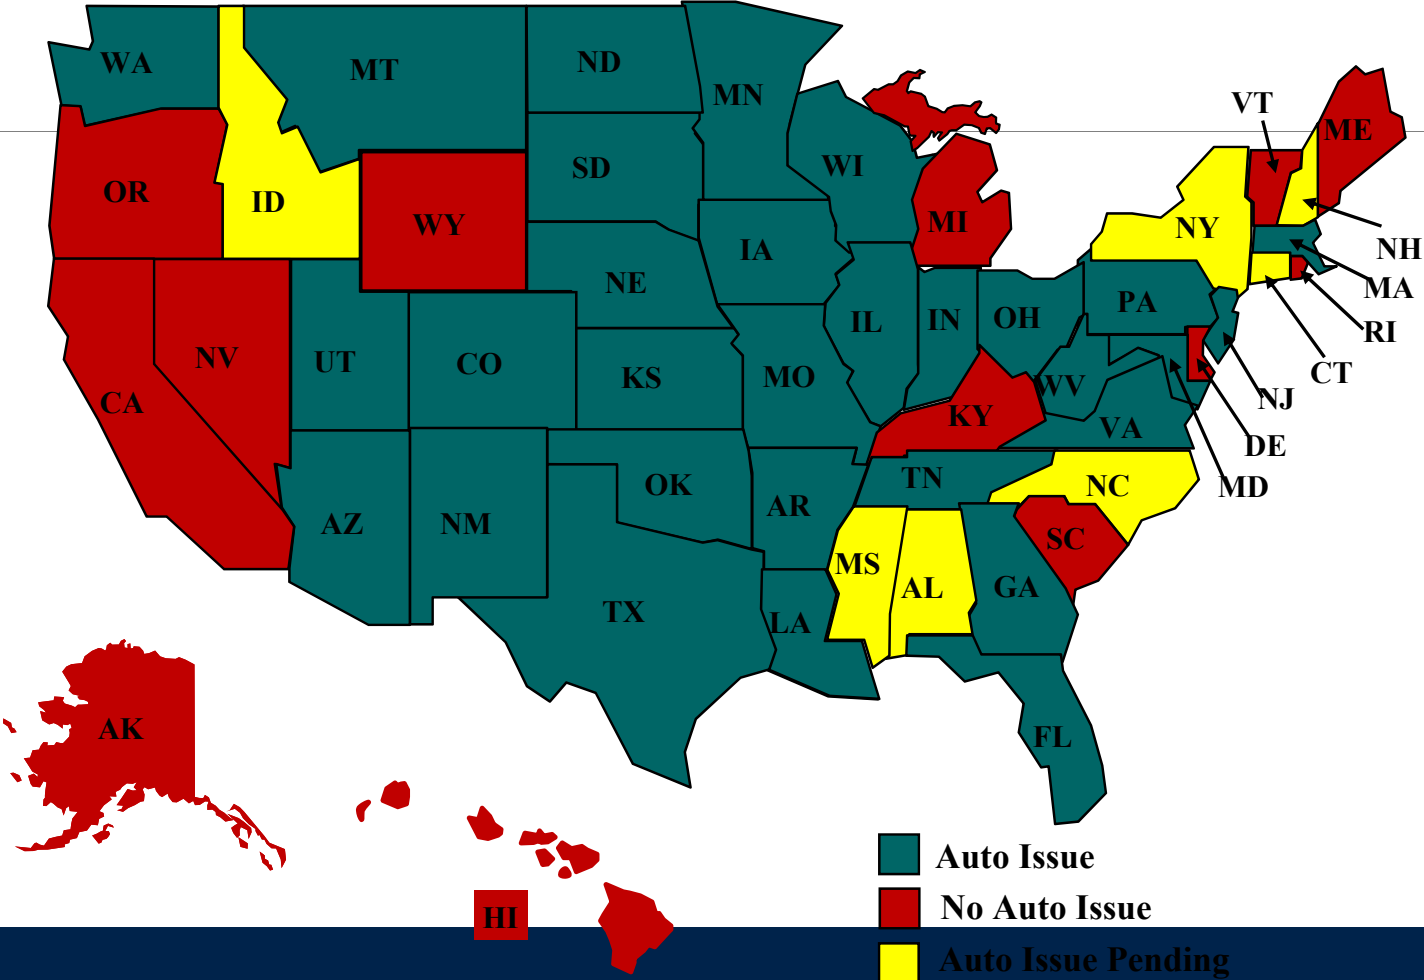 WA
MT
ND
MN
VT
ME
OR
ID
WY
SD
WI
MI
NY
NH
MA
RI
CT
NJ
DE
MD
NV
UT
CO
NE
IA
IL
IN
OH
PA
CA
KS
MO
KY
WV
VA
AZ
NM
OK
AR
TN
NC
SC
MS
AL
GA
TX
LA
FL
AK
HI
Auto Issue
No Auto Issue
Auto Issue Pending